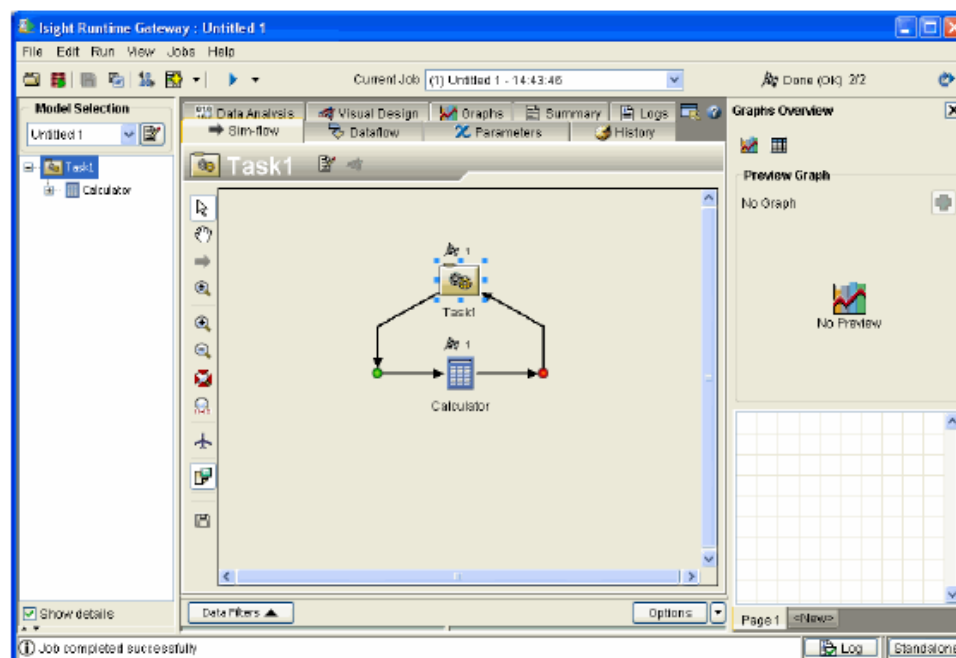 Isight Runtime Gateway : Untitled 1
File Edit Run View Jobs Help
Current Job (1) Untitled 1 - 14:43:46
Done (OK) 2/2
Model Selection
Untitled 1
Task1
Calculator
Data Analysis Visual Design Graphs Summary Logs
Sim-flow Dataflow Parameters History
Task1
1
Task1
1
Calculator
Graphs Overview
Preview Graph
No Graph
No Preview
Show details
Data Filters
Options
Page 1 <New>
Job completed successfully
Log
Standalone